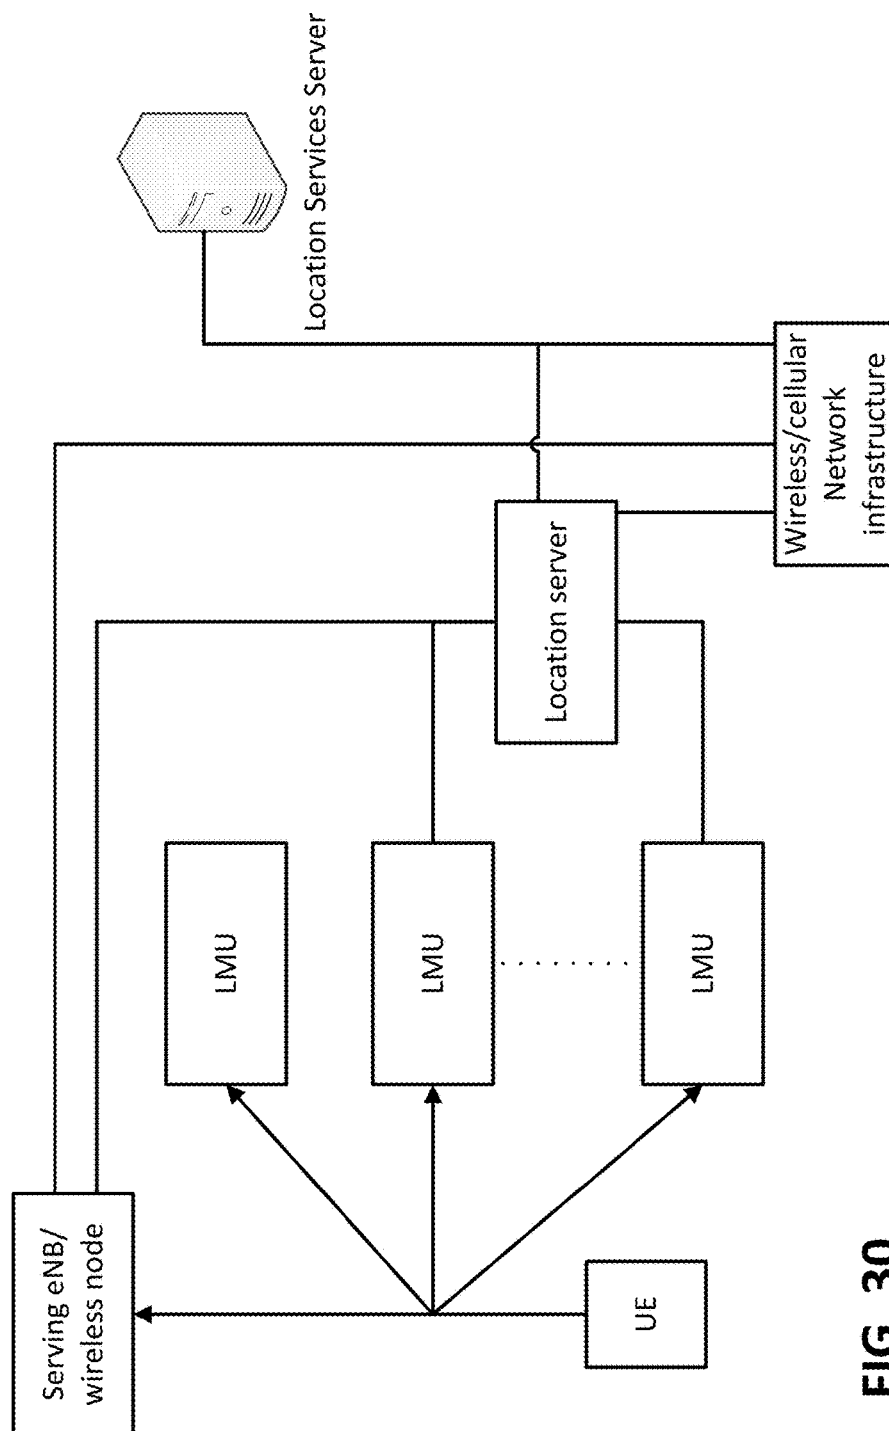 Serving eNB/
wireless node
UE
LMU
LMU
LMU
Location server
Location Services Server
Wireless/cellular
Network
infrastructure
FIG. 30